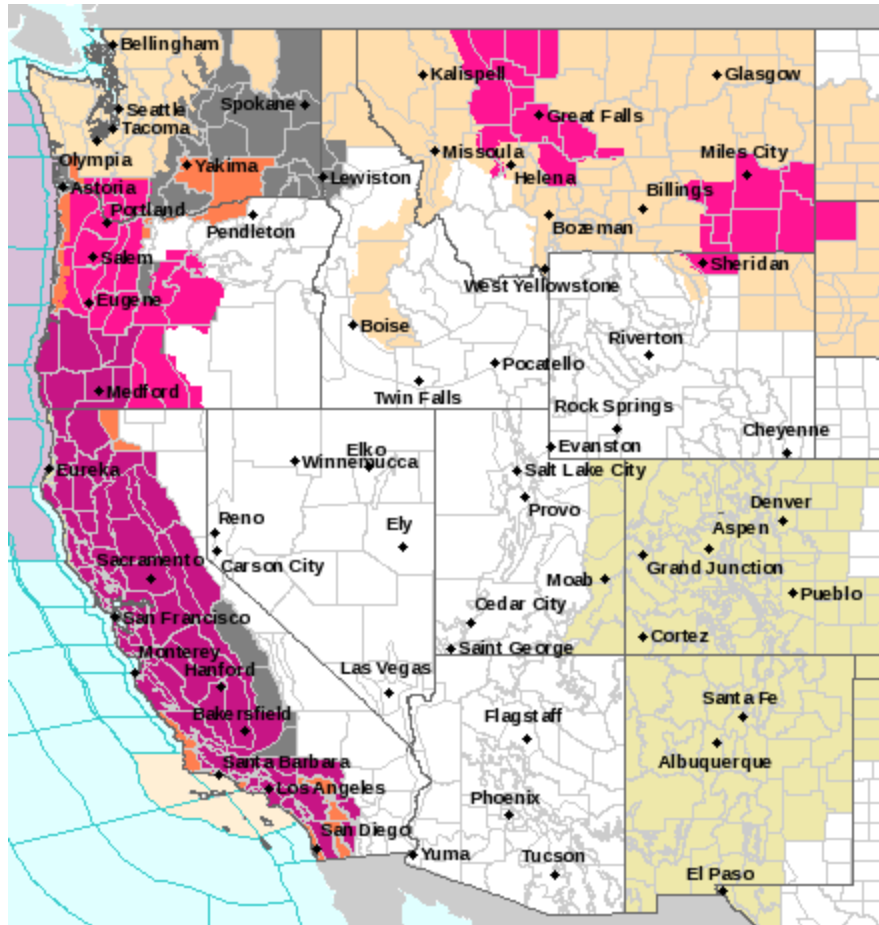 Bellingham
Kalispell
Glasgow
Seattle
Spokane
Great Falls
Tacoma
Olympia
Missoula
Miles City
Yakima
Helena
Astoria
Lewiston
Billings
Portland
Pendleton
Bozeman
Salem
Sheridan
West Yellowstone
Eugene
Boise
Riverton
Pocatello
Medford
Twin Falls
Rock Springs
Cheyenne
Elko
Evanston
Eureka
Winnemucca
Salt Lake City
Denver
Provo
Reno
Ely
Aspen
Sacramento
Carson City
Moab
Grand Junction
Pueblo
San Francisco
Cedar City
Cortez
Monterey
Saint George
Hanford
Las Vegas
Santa Fe
Bakersfield
Flagstaff
Albuquerque
Santa Barbara
Los Angeles
Phoenix
San Diego
Yuma
Tucson
El Paso